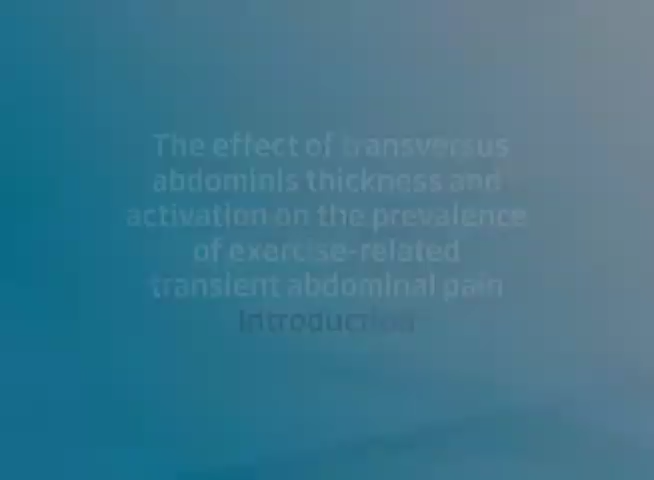 The effect of transversus
abdominis thickness and
activation on the prevalence
of exercise-related
transient abdominal pain
Introduction